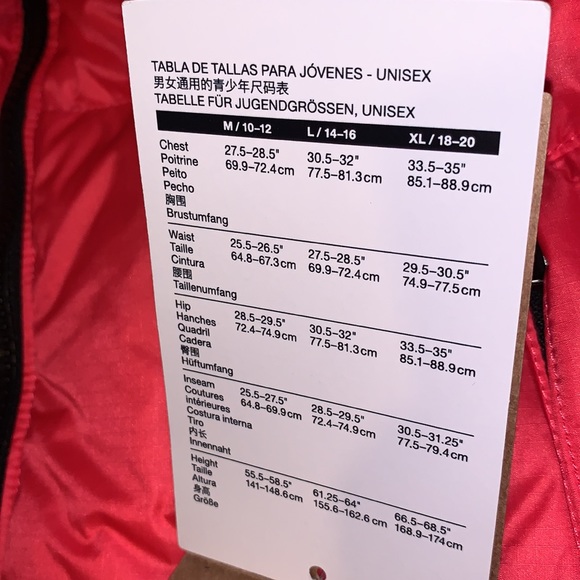 TABLA DE TALLAS PARA JÓVENES - UNISEX
男女通用的青少年尺码表
TABELLE FÜR JUGENDGRÖSSEN, UNISEX
M / 10–12 L / 14–16 XL / 18–20
Chest 27.5–28.5" 30.5–32" 33.5–35"
Poitrine 69.9–72.4cm 77.5–81.3cm 85.1–88.9cm
Peito
Pecho
胸围
Brustumfang
Waist 25.5–26.5" 27.5–28.5" 29.5–30.5"
Taille 64.8–67.3cm 69.9–72.4cm 74.9–77.5cm
Cintura
腰围
Taillenumfang
Hip 28.5–29.5" 30.5–32" 33.5–35"
Hanches 72.4–74.9cm 77.5–81.3cm 85.1–88.9cm
Quadril
Cadera
臀围
Hüftumfang
Inseam 25.5–27.5" 28.5–29.5" 30.5–31.25"
Coutures 64.8–69.9cm 72.4–74.9cm 77.5–79.4cm
intérieures
Costura interna
Tiro
内长
Innennaht
Height 55.5–58.5" 61.25–64" 66.5–68.5"
Taille 141–148.6cm 155.6–162.6cm 168.9–174cm
Altura
身高
Größe